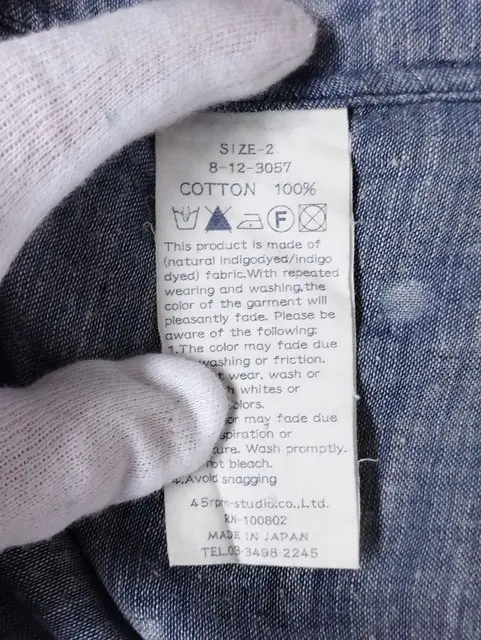 SIZE-2
8-12-3057
COTTON 100%
F
This product is made of
(natural indigodyed/indigo
dyed) fabric.With repeated
wearing and washing,the
color of the garment will
pleasantly fade. Please be
aware of the following:
1.The color may fade due
washing or friction.
wear, wash or
whites or
may fade due
or
Wash promptly.
not bleach.
4.Avoid snagging
45rpm-studio.co.,Ltd.
RN-100802
MADE IN JAPAN
TEL.03-3498-2245